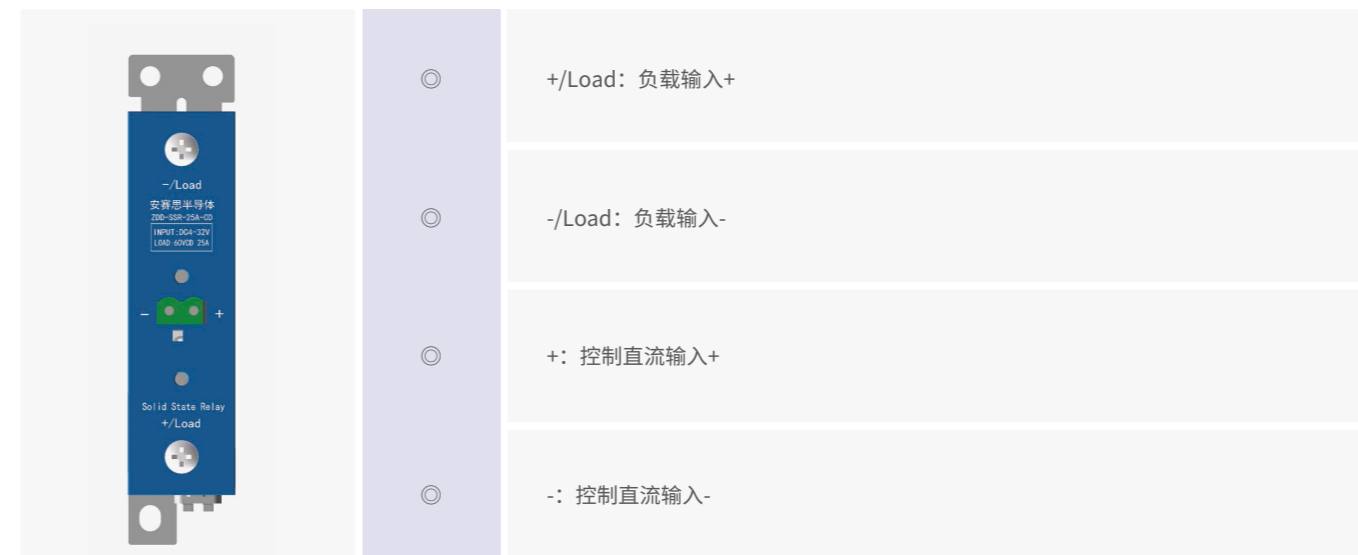 -/Load
安赛思半导体
ZDD-SSR-25A-CD
INPUT:DC4-32V
LOAD:60VCD 25A
- +
Solid State Relay
+/Load
◎ +/Load：负载输入+
◎ -/Load：负载输入-
◎ +：控制直流输入+
◎ -：控制直流输入-